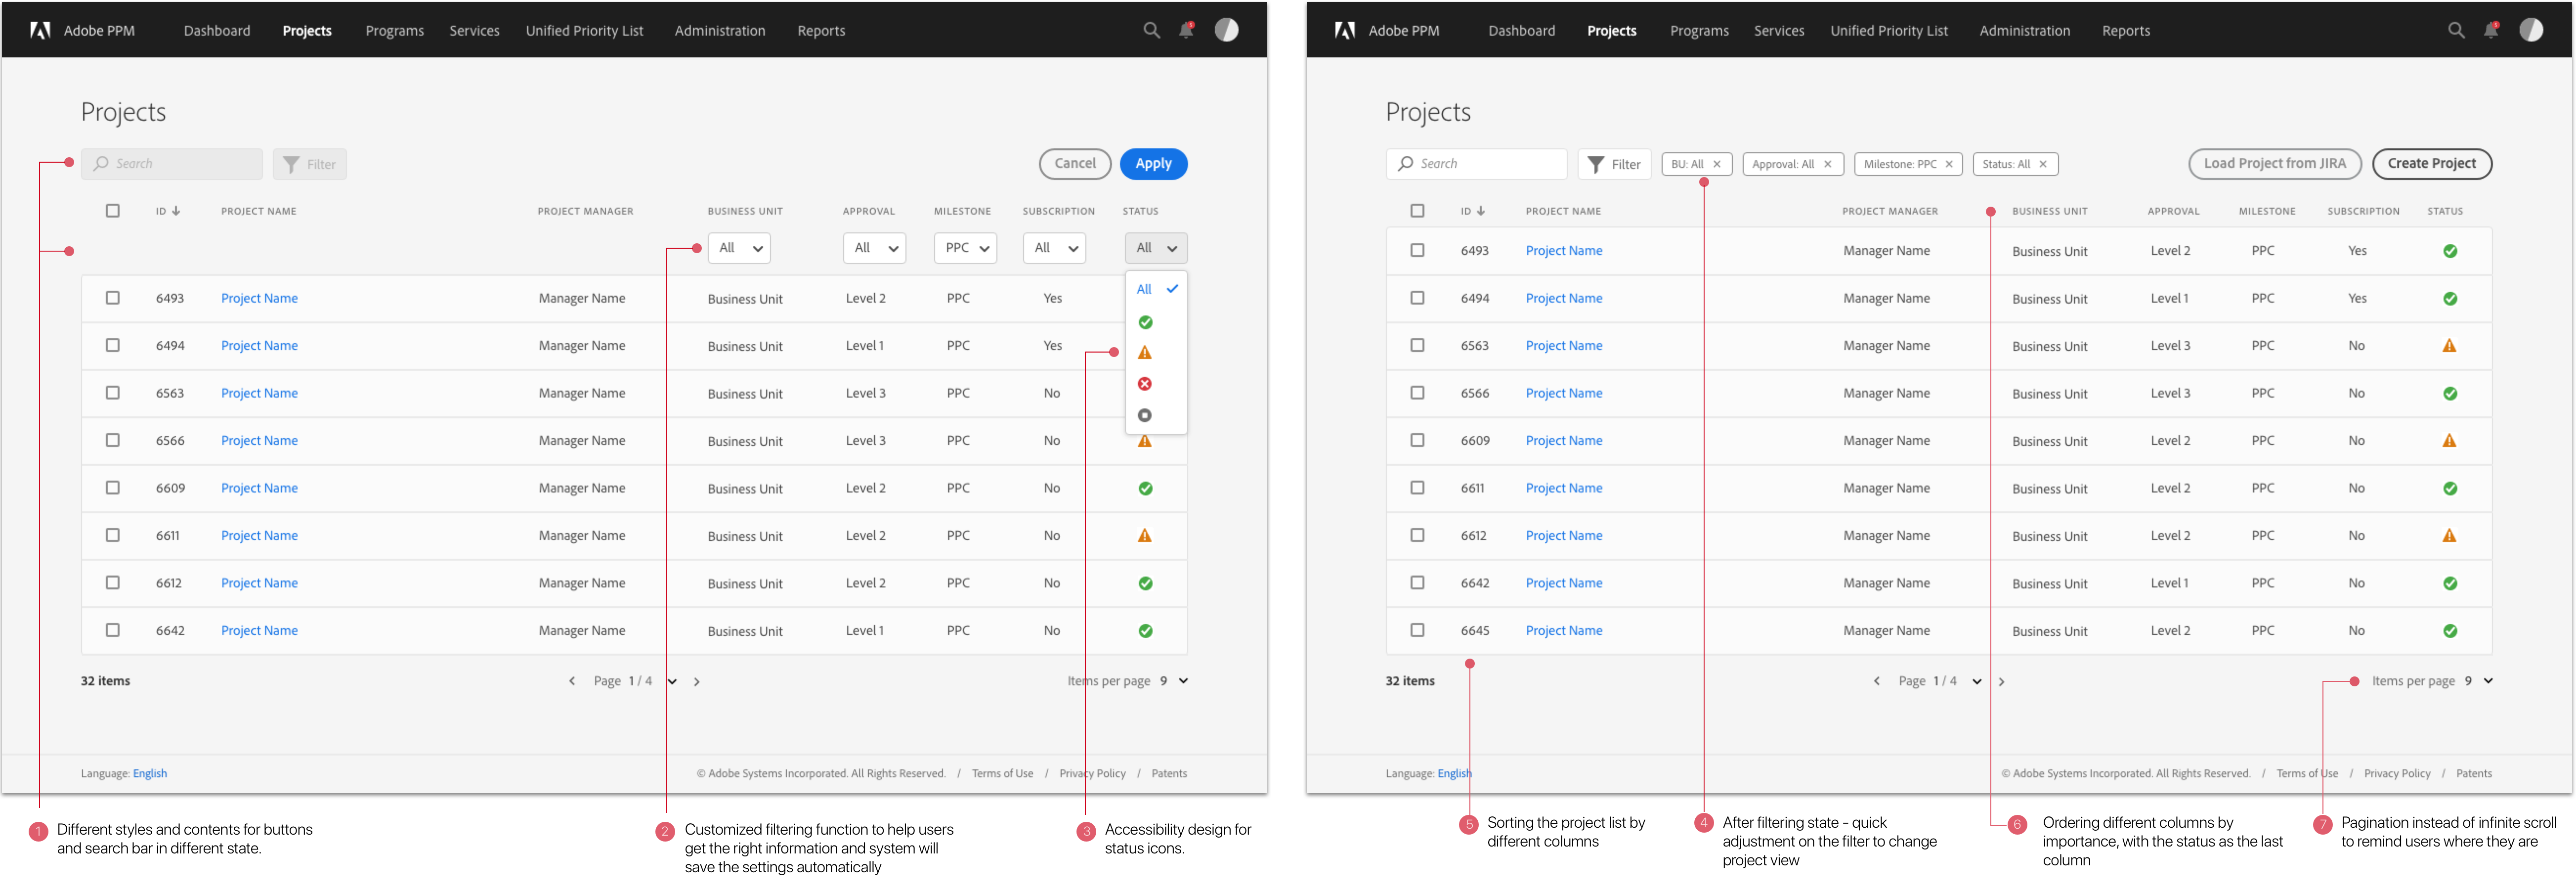 Adobe PPM Dashboard Projects Programs Services Unified Priority List Administration Reports
Projects
Search Filter Cancel Apply
ID PROJECT NAME PROJECT MANAGER BUSINESS UNIT APPROVAL MILESTONE SUBSCRIPTION STATUS
All All PPC All All
All
6493 Project Name Manager Name Business Unit Level 2 PPC Yes
6494 Project Name Manager Name Business Unit Level 1 PPC Yes
6563 Project Name Manager Name Business Unit Level 3 PPC No
6566 Project Name Manager Name Business Unit Level 3 PPC No
6609 Project Name Manager Name Business Unit Level 2 PPC No
6611 Project Name Manager Name Business Unit Level 2 PPC No
6612 Project Name Manager Name Business Unit Level 2 PPC No
6642 Project Name Manager Name Business Unit Level 1 PPC No
32 items Page 1 / 4 Items per page 9
Language: English © Adobe Systems Incorporated. All Rights Reserved. / Terms of Use / Privacy Policy / Patents
1 Different styles and contents for buttons
and search bar in different state.
2 Customized filtering function to help users
get the right information and system will
save the settings automatically
3 Accessibility design for
status icons.
Adobe PPM Dashboard Projects Programs Services Unified Priority List Administration Reports
Projects
Search Filter BU: All Approval: All Milestone: PPC Status: All Load Project from JIRA Create Project
ID PROJECT NAME PROJECT MANAGER BUSINESS UNIT APPROVAL MILESTONE SUBSCRIPTION STATUS
6493 Project Name Manager Name Business Unit Level 2 PPC Yes
6494 Project Name Manager Name Business Unit Level 1 PPC Yes
6563 Project Name Manager Name Business Unit Level 3 PPC No
6566 Project Name Manager Name Business Unit Level 3 PPC No
6609 Project Name Manager Name Business Unit Level 2 PPC No
6611 Project Name Manager Name Business Unit Level 2 PPC No
6612 Project Name Manager Name Business Unit Level 2 PPC No
6642 Project Name Manager Name Business Unit Level 1 PPC No
6645 Project Name Manager Name Business Unit Level 2 PPC No
32 items Page 1 / 4 Items per page 9
Language: English © Adobe Systems Incorporated. All Rights Reserved. / Terms of Use / Privacy Policy / Patents
5 Sorting the project list by
different columns
4 After filtering state - quick
adjustment on the filter to change
project view
6 Ordering different columns by
importance, with the status as the last
column
7 Pagination instead of infinite scroll
to remind users where they are